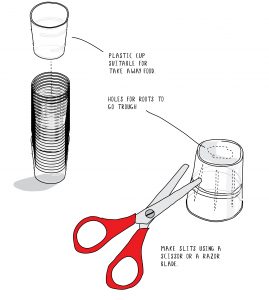 PLASTIC CUP
SUITABLE FOR
TAKE AWAY FOOD.
HOLES FOR ROOTS TO
GO TROUGH
MAKE SLITS USING A
SCISSOR OR A RAZOR
BLADE.